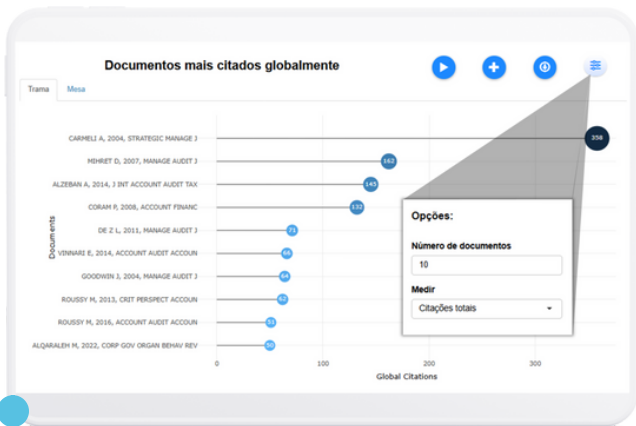 Documentos mais citados globalmente
Trama
Mesa
CARMELI A, 2004, STRATEGIC MANAGE J
358
MIHRET D, 2007, MANAGE AUDIT J
162
ALZEBAN A, 2014, J INT ACCOUNT AUDIT TAX
145
CORAM P, 2008, ACCOUNT FINANC
132
DE Z L, 2011, MANAGE AUDIT J
71
VINNARI E, 2014, ACCOUNT AUDIT ACCOUN
66
GOODWIN J, 2004, MANAGE AUDIT J
64
ROUSSY M, 2013, CRIT PERSPECT ACCOUN
62
ROUSSY M, 2016, ACCOUNT AUDIT ACCOUN
51
ALQARALEH M, 2022, CORP GOV ORGAN BEHAV REV
50
Documents
0
100
200
300
Global Citations
Opções:
Número de documentos
10
Medir
Citações totais